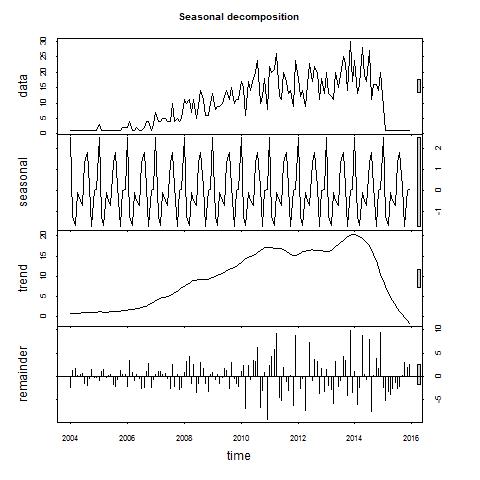 Seasonal decomposition
data
0 5 10 15 20 25 30
seasonal
-1 0 1 2
trend
0 5 10 15 20
remainder
-5 0 5 10
2004 2006 2008 2010 2012 2014 2016
time